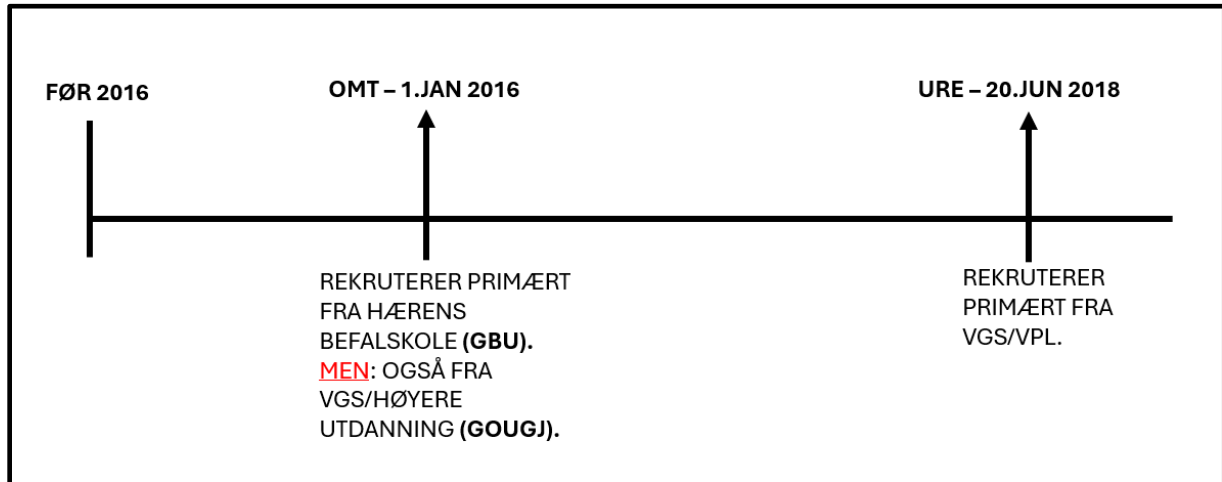 FØR 2016
OMT – 1.JAN 2016
URE – 20.JUN 2018
REKRUTERER PRIMÆRT
FRA HÆRENS
BEFALSKOLE (GBU).
MEN: OGSÅ FRA
VGS/HØYERE
UTDANNING (GOUGJ).
REKRUTERER
PRIMÆRT FRA
VGS/VPL.